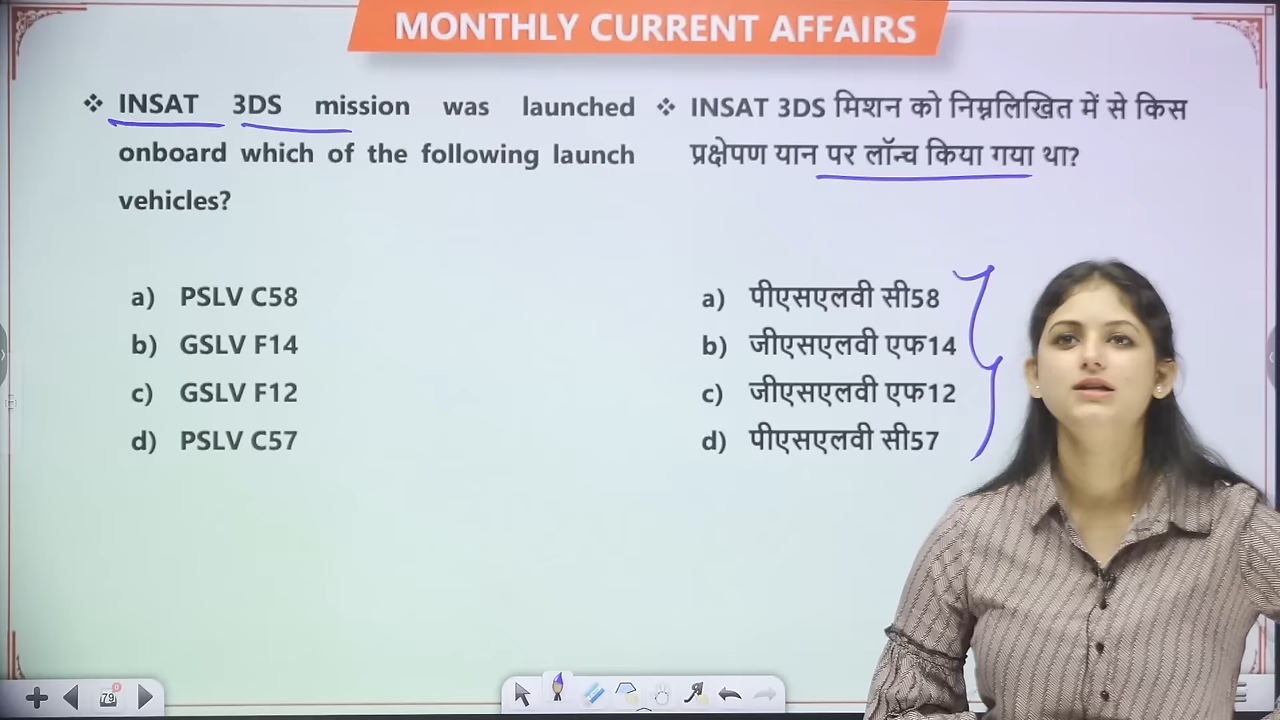 MONTHLY CURRENT AFFAIRS
❖ INSAT 3DS mission was launched
onboard which of the following launch
vehicles?
a) PSLV C58
b) GSLV F14
c) GSLV F12
d) PSLV C57
❖ INSAT 3DS मिशन को निम्नलिखित में से किस
प्रक्षेपण यान पर लॉन्च किया गया था?
a) पीएसएलवी सी58
b) जीएसएलवी एफ14
c) जीएसएलवी एफ12
d) पीएसएलवी सी57
79